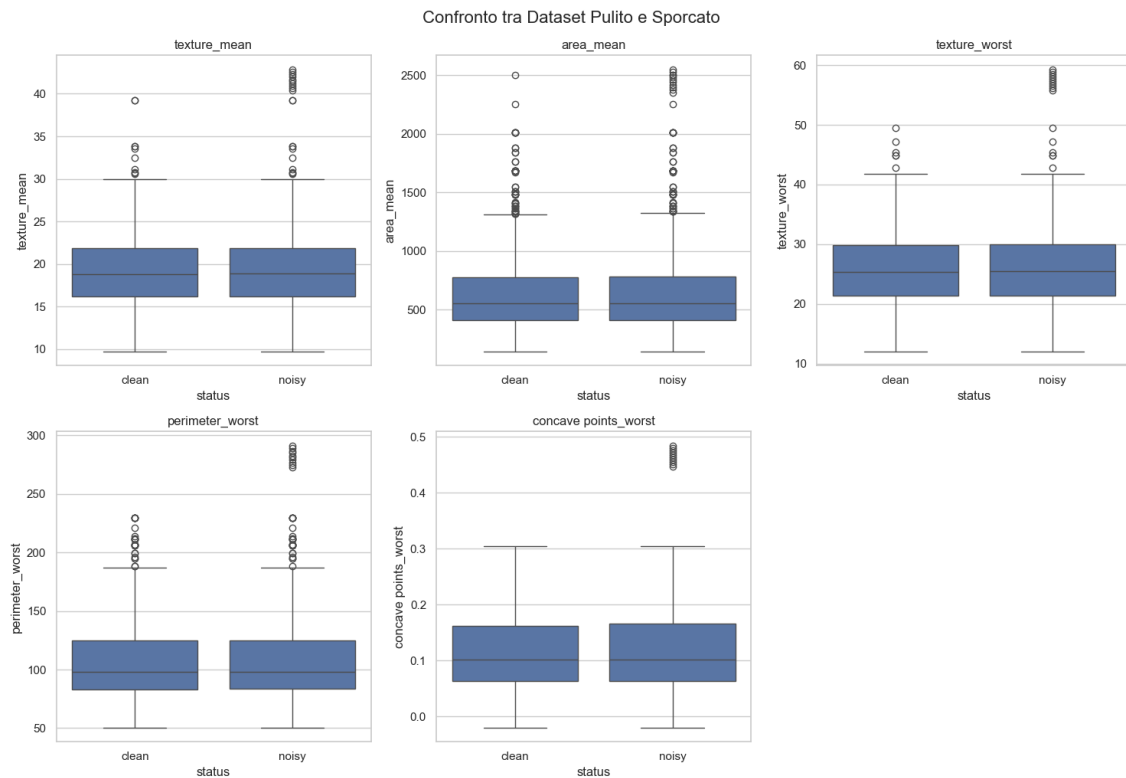 Confronto tra Dataset Pulito e Sporcato
texture_mean
texture_mean
40
35
30
25
20
15
10
clean
noisy
status
area_mean
area_mean
2500
2000
1500
1000
500
clean
noisy
status
texture_worst
texture_worst
60
50
40
30
20
10
clean
noisy
status
perimeter_worst
perimeter_worst
300
250
200
150
100
50
clean
noisy
status
concave points_worst
concave points_worst
0.5
0.4
0.3
0.2
0.1
0.0
clean
noisy
status